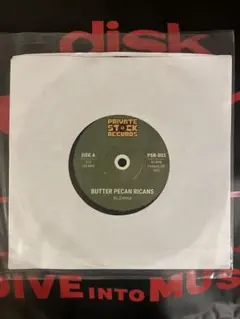 disk
PRIVATE
STOCK
RECORDS
SIDE A
PSR-003
BUTTER PECAN RICANS
DIVE INTO MUS